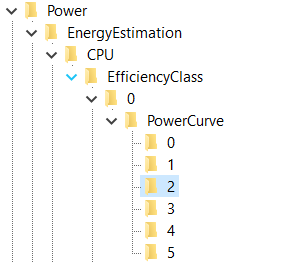 Power
EnergyEstimation
CPU
EfficiencyClass
0
PowerCurve
0
1
2
3
4
5